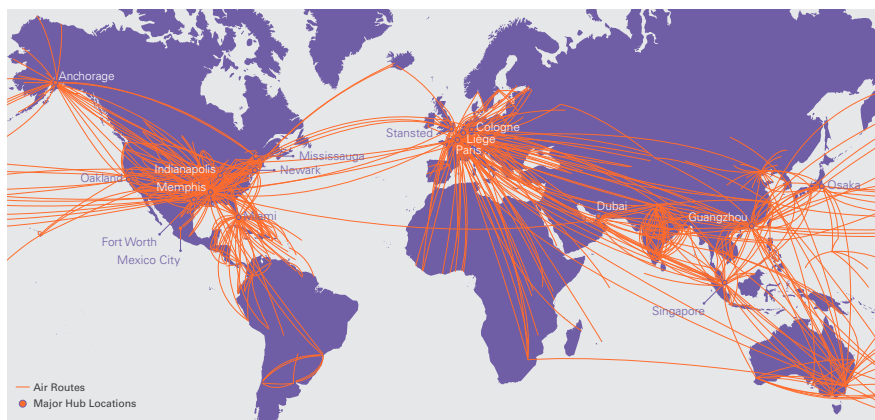 Anchorage
Stansted
Cologne
Liège
Paris
Indianapolis
Mississauga
Newark
Oakland
Memphis
Osaka
Miami
Dubai
Guangzhou
Fort Worth
Mexico City
Singapore
Air Routes
Major Hub Locations